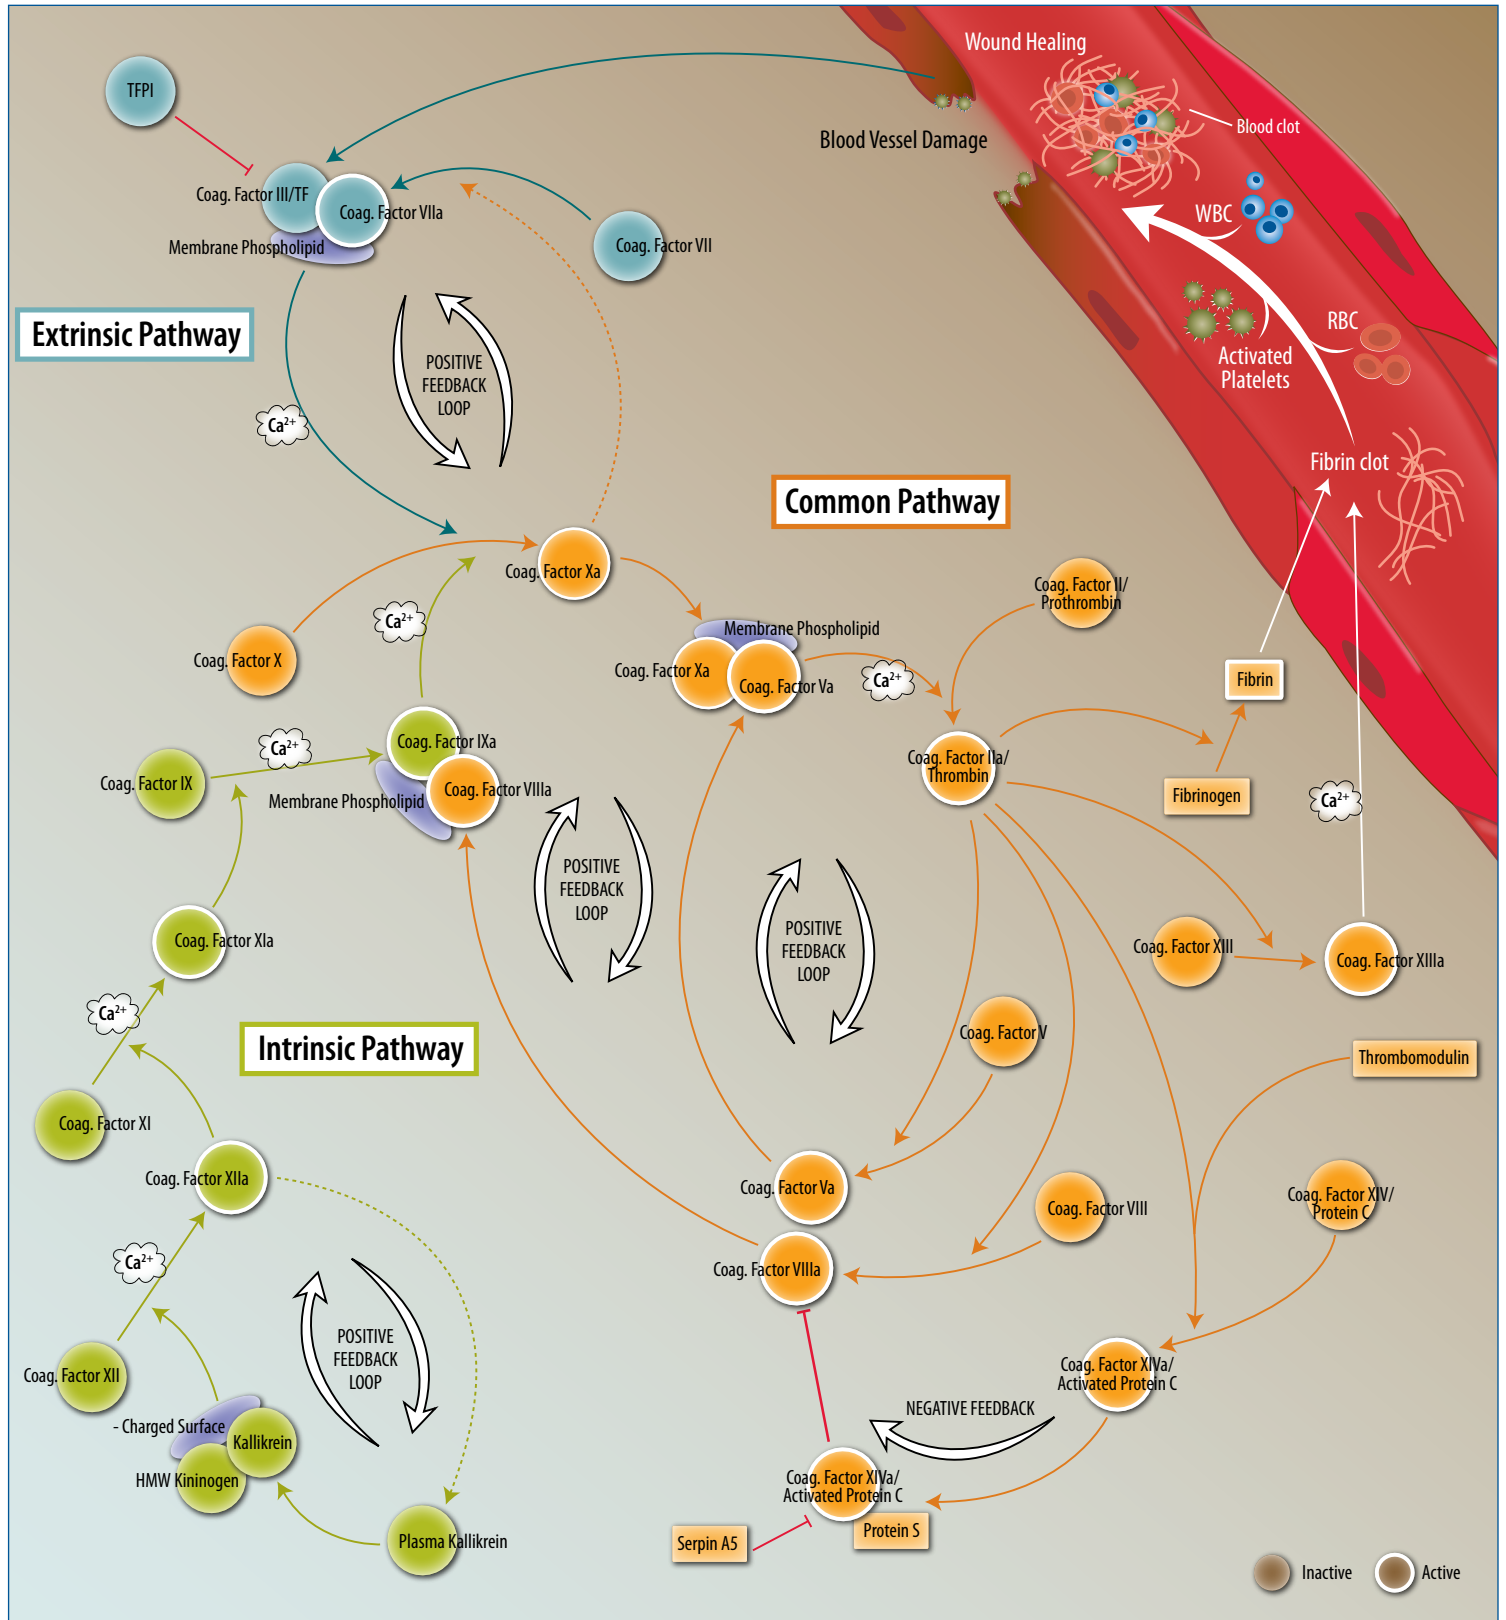 Wound Healing
TFPI
Blood clot
Blood Vessel Damage
Coag. Factor III/TF
Coag. Factor VIIa
Membrane Phospholipid
Coag. Factor VII
WBC
RBC
Activated
Platelets
Extrinsic Pathway
POSITIVE
FEEDBACK
LOOP
Ca2+
Fibrin clot
Common Pathway
Coag. Factor Xa
Coag. Factor II/
Prothrombin
Ca2+
Membrane Phospholipid
Coag. Factor X
Coag. Factor Xa
Coag. Factor Va
Ca2+
Fibrin
Coag. Factor IXa
Ca2+
Coag. Factor IIa/
Thrombin
Coag. Factor IX
Membrane Phospholipid
Coag. Factor VIIIa
Fibrinogen
Ca2+
POSITIVE
FEEDBACK
LOOP
POSITIVE
FEEDBACK
LOOP
Coag. Factor XIa
Coag. Factor XIII
Coag. Factor XIIIa
Ca2+
Intrinsic Pathway
Coag. Factor V
Thrombomodulin
Coag. Factor XI
Coag. Factor XIIa
Coag. Factor Va
Coag. Factor VIII
Coag. Factor XIV/
Protein C
Ca2+
Coag. Factor VIIIa
POSITIVE
FEEDBACK
LOOP
Coag. Factor XII
Coag. Factor XIVa/
Activated Protein C
NEGATIVE FEEDBACK
- Charged Surface
Kallikrein
HMW Kininogen
Coag. Factor XIVa/
Activated Protein C
Protein S
Serpin A5
Plasma Kallikrein
Inactive
Active